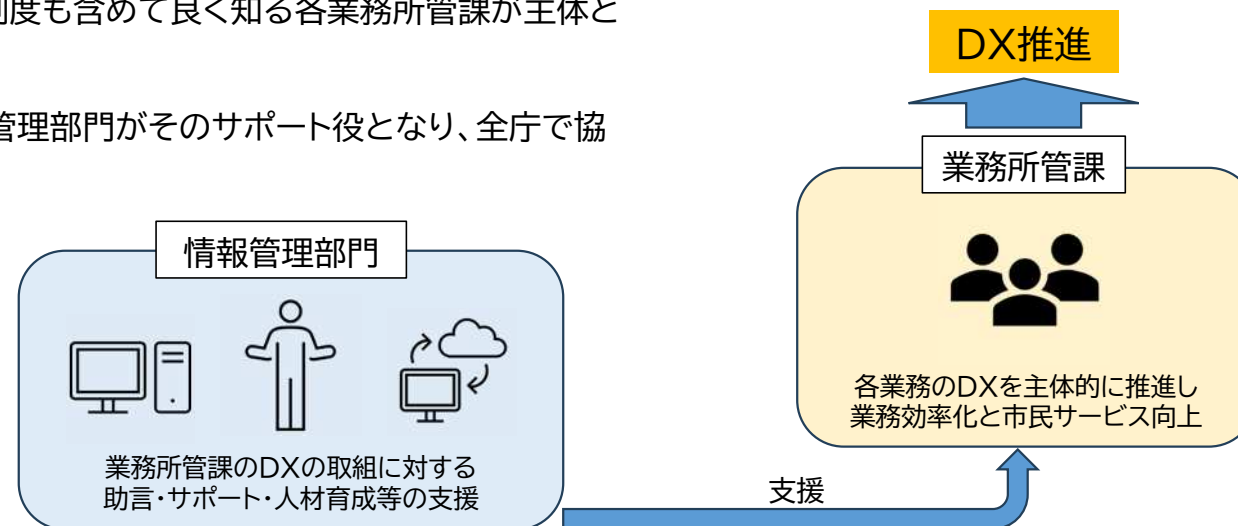 制度も含めて良く知る各業務所管課が主体と
管理部門がそのサポート役となり、全庁で協
DX推進
業務所管課
各業務のDXを主体的に推進し
業務効率化と市民サービス向上
情報管理部門
業務所管課のDXの取組に対する
助言・サポート・人材育成等の支援
支援